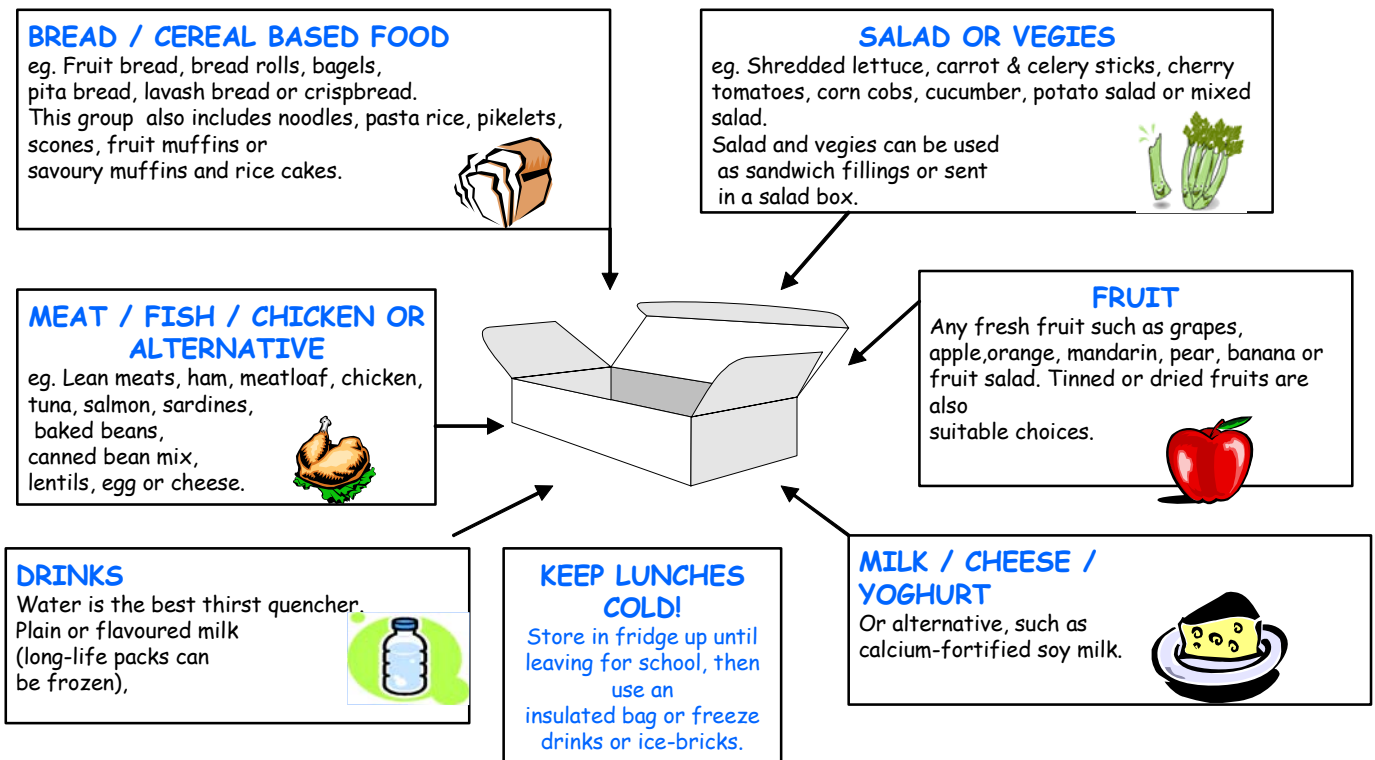 BREAD / CEREAL BASED FOOD
eg. Fruit bread, bread rolls, bagels,
pita bread, lavash bread or crispbread.
This group also includes noodles, pasta rice, pikelets,
scones, fruit muffins or
savoury muffins and rice cakes.
SALAD OR VEGIES
eg. Shredded lettuce, carrot & celery sticks, cherry
tomatoes, corn cobs, cucumber, potato salad or mixed
salad.
Salad and vegies can be used
as sandwich fillings or sent
in a salad box.
MEAT / FISH / CHICKEN OR
ALTERNATIVE
eg. Lean meats, ham, meatloaf, chicken,
tuna, salmon, sardines,
baked beans,
canned bean mix,
lentils, egg or cheese.
FRUIT
Any fresh fruit such as grapes,
apple,orange, mandarin, pear, banana or
fruit salad. Tinned or dried fruits are
also
suitable choices.
DRINKS
Water is the best thirst quencher.
Plain or flavoured milk
(long-life packs can
be frozen),
KEEP LUNCHES
COLD!
Store in fridge up until
leaving for school, then
use an
insulated bag or freeze
drinks or ice-bricks.
MILK / CHEESE /
YOGHURT
Or alternative, such as
calcium-fortified soy milk.